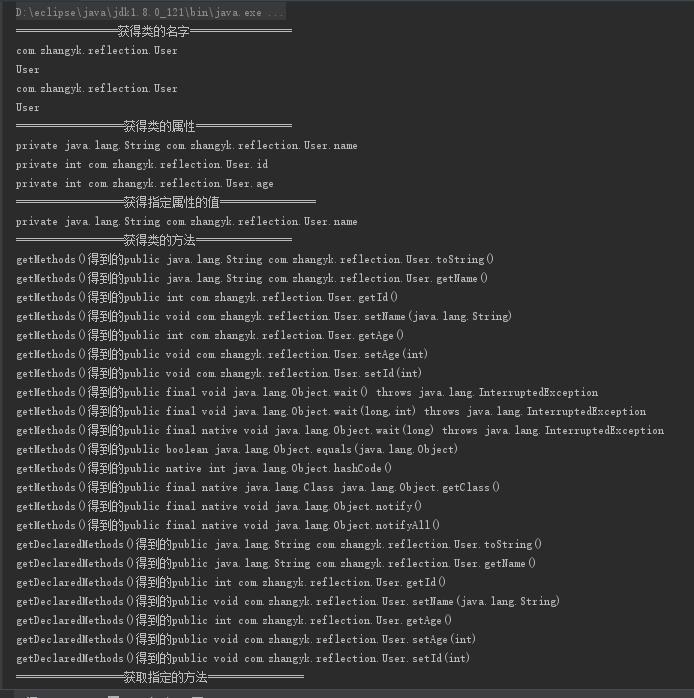 D:\eclipse\java\jdk1.8.0_121\bin\java.exe ...
=================获得类的名字=================
com.zhangyk.reflection.User
User
com.zhangyk.reflection.User
User
==================获得类的属性================
private java.lang.String com.zhangyk.reflection.User.name
private int com.zhangyk.reflection.User.id
private int com.zhangyk.reflection.User.age
==================获得指定属性的值================
private java.lang.String com.zhangyk.reflection.User.name
==================获得类的方法================
getMethods()得到的public java.lang.String com.zhangyk.reflection.User.toString()
getMethods()得到的public java.lang.String com.zhangyk.reflection.User.getName()
getMethods()得到的public int com.zhangyk.reflection.User.getId()
getMethods()得到的public void com.zhangyk.reflection.User.setName(java.lang.String)
getMethods()得到的public int com.zhangyk.reflection.User.getAge()
getMethods()得到的public void com.zhangyk.reflection.User.setAge(int)
getMethods()得到的public void com.zhangyk.reflection.User.setId(int)
getMethods()得到的public final void java.lang.Object.wait() throws java.lang.InterruptedException
getMethods()得到的public final void java.lang.Object.wait(long,int) throws java.lang.InterruptedException
getMethods()得到的public final native void java.lang.Object.wait(long) throws java.lang.InterruptedException
getMethods()得到的public boolean java.lang.Object.equals(java.lang.Object)
getMethods()得到的public native int java.lang.Object.hashCode()
getMethods()得到的public final native java.lang.Class java.lang.Object.getClass()
getMethods()得到的public final native void java.lang.Object.notify()
getMethods()得到的public final native void java.lang.Object.notifyAll()
getDeclaredMethods()得到的public java.lang.String com.zhangyk.reflection.User.toString()
getDeclaredMethods()得到的public java.lang.String com.zhangyk.reflection.User.getName()
getDeclaredMethods()得到的public int com.zhangyk.reflection.User.getId()
getDeclaredMethods()得到的public void com.zhangyk.reflection.User.setName(java.lang.String)
getDeclaredMethods()得到的public int com.zhangyk.reflection.User.getAge()
getDeclaredMethods()得到的public void com.zhangyk.reflection.User.setAge(int)
getDeclaredMethods()得到的public void com.zhangyk.reflection.User.setId(int)
==================获取指定的方法================